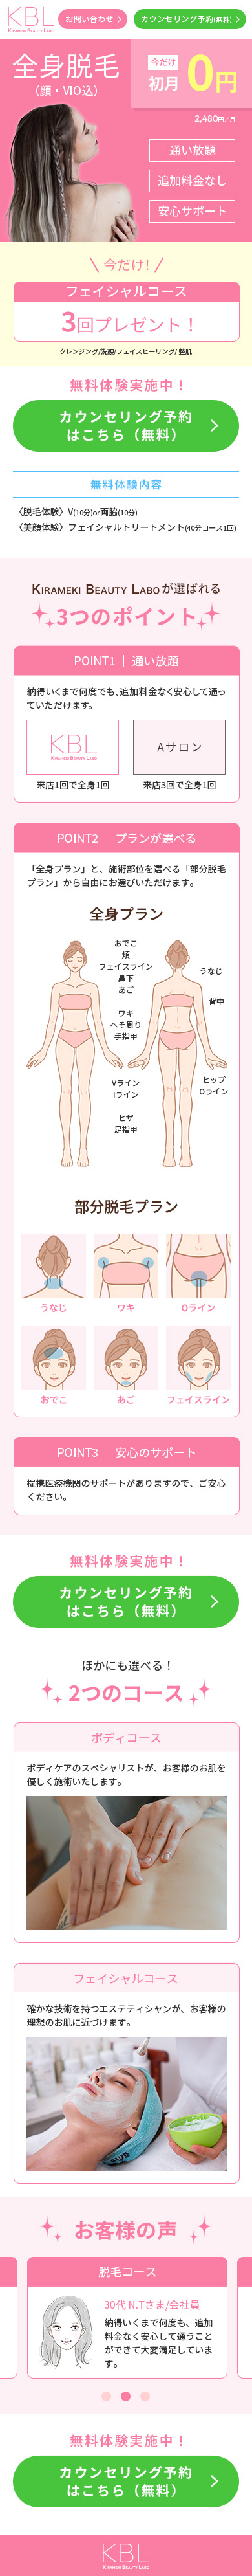 KBL
KIRAMEKI BEAUTY LABO
お問い合わせ
カウンセリング予約(無料)
全身脱毛
(顔・VIO込)
今だけ
初月
0円
2,480円/月
通い放題
追加料金なし
安心サポート
今だけ!
フェイシャルコース
3回プレゼント！
クレンジング/洗顔/フェイスヒーリング/ 整肌
無料体験実施中！
カウンセリング予約
はこちら（無料）
無料体験内容
〈脱毛体験〉V(10分)or両脇(10分)
〈美顔体験〉フェイシャルトリートメント(40分コース1回)
KIRAMEKI BEAUTY LABOが選ばれる
3つのポイント
POINT1｜通い放題
納得いくまで何度でも、追加料金なく安心して通っ
ていただけます。
KBL
KIRAMEKI BEAUTY LABO
Aサロン
来店1回で全身1回
来店3回で全身1回
POINT2｜プランが選べる
「全身プラン」と、施術部位を選べる「部分脱毛
プラン」から自由にお選びいただけます。
全身プラン
おでこ
頬
フェイスライン
鼻下
あご
うなじ
背中
ワキ
へそ周り
手指甲
Vライン
Iライン
ヒップ
Oライン
ヒザ
足指甲
部分脱毛プラン
うなじ
ワキ
Oライン
おでこ
あご
フェイスライン
POINT3｜安心のサポート
提携医療機関のサポートがありますので、ご安心
ください。
無料体験実施中！
カウンセリング予約
はこちら（無料）
ほかにも選べる！
2つのコース
ボディコース
ボディケアのスペシャリストが、お客様のお肌を
優しく施術いたします。
フェイシャルコース
確かな技術を持つエステティシャンが、お客様の
理想のお肌に近づけます。
お客様の声
脱毛コース
30代 N.Tさま/会社員
納得いくまで何度も、追加
料金なく安心して通うこと
ができて大変満足していま
す。
無料体験実施中！
カウンセリング予約
はこちら（無料）
KBL
KIRAMEKI BEAUTY LABO